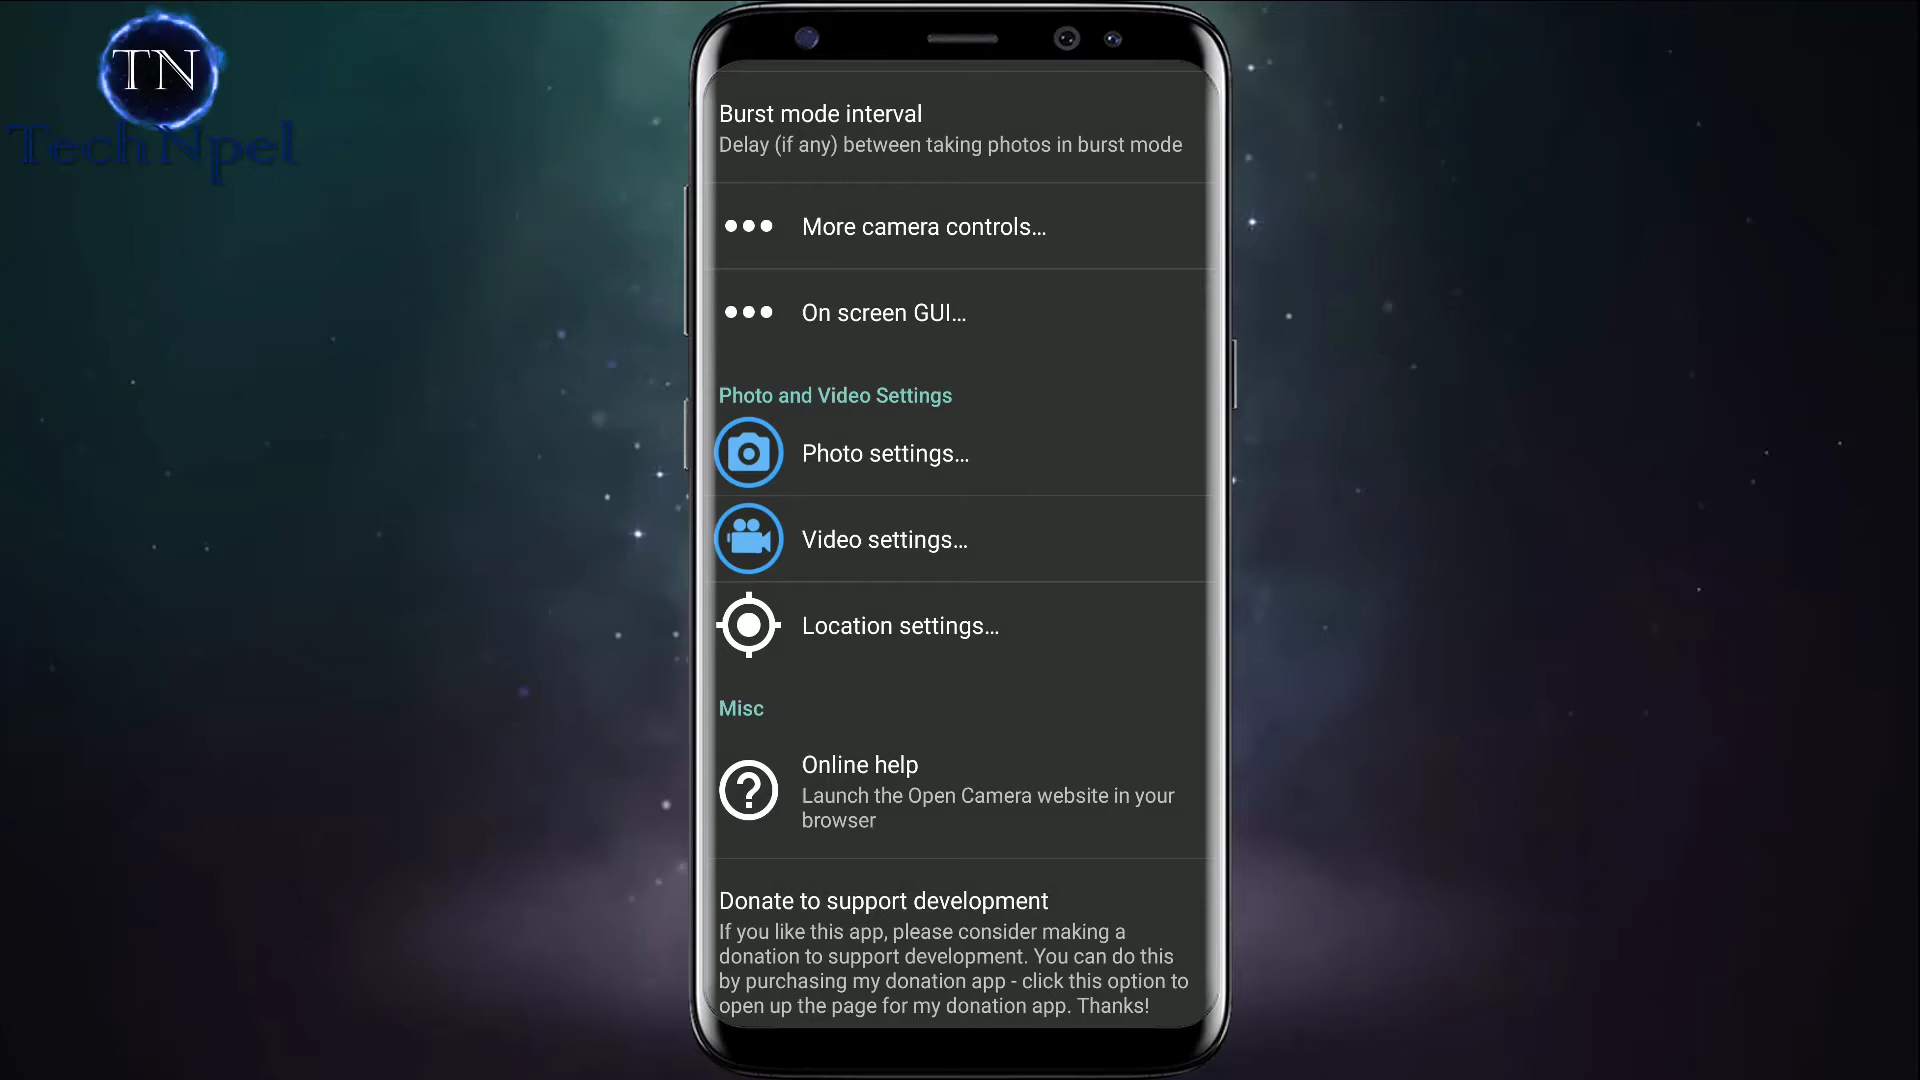 TN
Tech Npel
Burst mode interval
Delay (if any) between taking photos in burst mode
More camera controls...
On screen GUI...
Photo and Video Settings
Photo settings...
Video settings...
Location settings...
Misc
Online help
Launch the Open Camera website in your
browser
Donate to support development
If you like this app, please consider making a
donation to support development. You can do this
by purchasing my donation app - click this option to
open up the page for my donation app. Thanks!